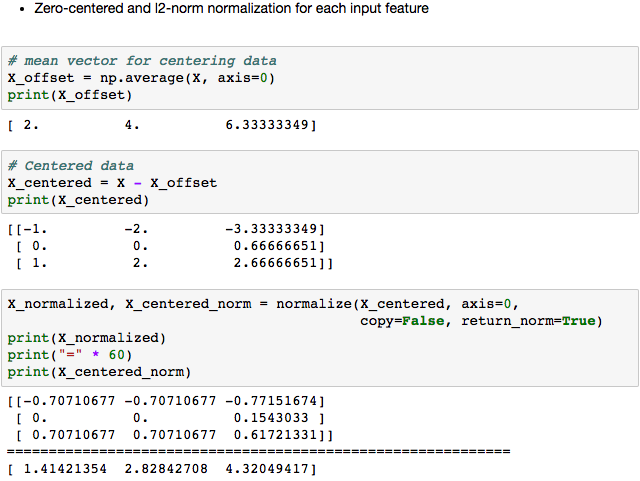 • Zero-centered and l2-norm normalization for each input feature
# mean vector for centering data
X_offset = np.average(X, axis=0)
print(X_offset)
[ 2.          4.          6.33333349]
# Centered data
X_centered = X - X_offset
print(X_centered)
[[-1.         -2.         -3.33333349]
 [ 0.          0.          0.66666651]
 [ 1.          2.          2.66666651]]
X_normalized, X_centered_norm = normalize(X_centered, axis=0,
                                          copy=False, return_norm=True)
print(X_normalized)
print("=" * 60)
print(X_centered_norm)
[[-0.70710677 -0.70710677 -0.77151674]
 [ 0.          0.          0.1543033 ]
 [ 0.70710677  0.70710677  0.61721331]]
============================================================
[ 1.41421354  2.82842708  4.32049417]